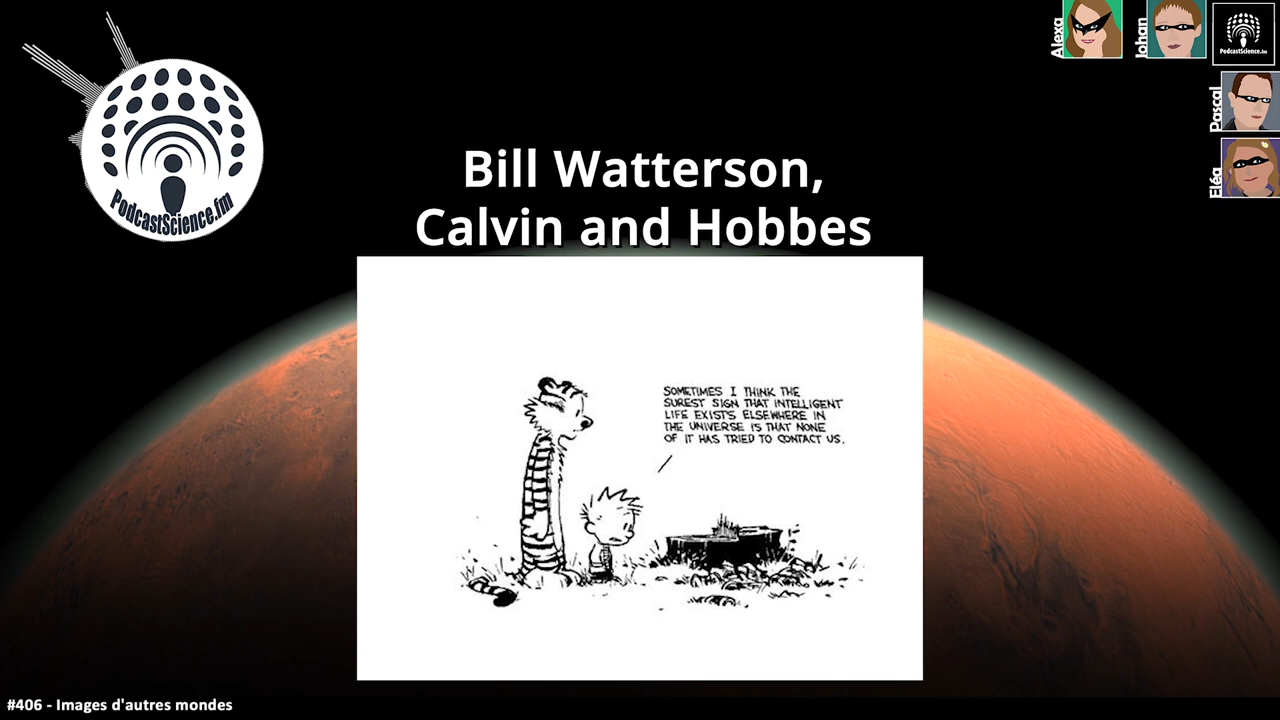 Bill Watterson,
Calvin and Hobbes
SOMETIMES I THINK THE
SUREST SIGN THAT INTELLIGENT
LIFE EXISTS ELSEWHERE IN
THE UNIVERSE IS THAT NONE
OF IT HAS TRIED TO CONTACT US.
PodcastScience.fm
Alexa
Johan
PodcastScience.fm
Pascal
Eléa
#406 - Images d'autres mondes